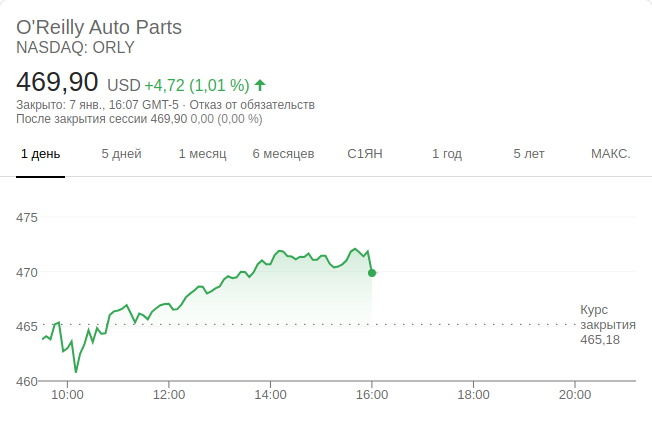 O'Reilly Auto Parts
NASDAQ: ORLY
469,90 USD +4,72 (1,01 %)
Закрыто: 7 янв., 16:07 GMT-5 · Отказ от обязательств
После закрытия сессии 469,90 0,00 (0,00 %)
1 день 5 дней 1 месяц 6 месяцев С1ЯН 1 год 5 лет МАКС.
475
470
465
460
Курс
закрытия
465,18
10:00 12:00 14:00 16:00 18:00 20:00